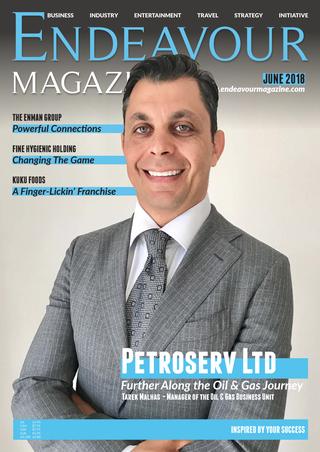 BUSINESS INDUSTRY ENTERTAINMENT TRAVEL STRATEGY INITIATIVE
ENDEAVOUR
MAGAZ
JUNE 2018
.endeavourmagazine.com
THE ENMAN GROUP
Powerful Connections
FINE HYGIENIC HOLDING
Changing The Game
KUKU FOODS
A Finger-Lickin' Franchise
PETROSERV LTD
Further Along the Oil & Gas Journey
TAREK MALHAS - MANAGER OF THE OIL & GAS BUSINESS UNIT
INSPIRED BY YOUR SUCCESS